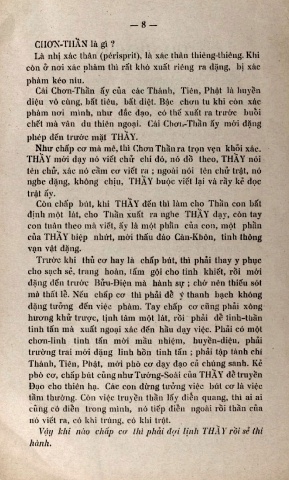 — 8 —
CHƠN-THẦN là gì ?
Là nhị xác thân (périsprit), là xác thân thiêng-thiêng. Khi
còn ở nơi xác phàm thì rất khó xuất riêng ra đặng, bị xác
phàm kéo níu.
Cái Chơn-Thần ấy của các Thánh, Tiên, Phật là huyền
diệu vô cùng, bất tiêu, bất diệt. Bậc chơn tu khi còn xác
phàm nơi mình, như đắc đạo, có thể xuất ra trước buổi
chết mà vân du thiên ngoại. Cái Chơn-Thần ấy mới đặng
phép đến trước mặt THẦY.
Như chấp cơ mà mê, thì Chơn Thần ra trọn vẹn khỏi xác.
THẦY mới dạy nó viết chữ chi đó, nó đồ theo, THẦY nói
tên chữ, xác nó cầm cơ viết ra ; ngoài nói tên chữ trật, nó
nghe đặng, không chịu, THẦY buộc viết lại và rầy kẻ đọc
trật ấy.
Còn chấp bút, khi THẦY đến thì làm cho Thần con bất
định một lát, cho Thần xuất ra nghe THẦY dạy, còn tay
con tuân theo mà viết, ấy là một phần của con, một phần
của THẦY hiệp nhứt, mới thấu đáo Càn-Khôn, tinh thông
vạn vật đặng.
Trước khi thủ cơ hay là chấp bút, thì phải thay y phục
cho sạch sẻ, trang hoàn, tắm gội cho tinh khiết, rồi mới
đặng đến trước Bửu-Điện mà hành sự ; chớ nên thiếu sót
mà thất lễ. Nếu chấp cơ thì phải để ý thanh bạch không
đặng tưởng đến việc phàm. Tay chấp cơ cũng phải xông
hương khử trược, tịnh tâm một lát, rồi phải để tinh-thần
tinh tấn mà xuất ngoại xác đến hầu dạy việc. Phải có một
chơn-linh tinh tấn mới mầu nhiệm, huyền-diệu, phải
trường trai mới đặng linh hồn tinh tấn ; phải tập tánh chí
Thánh, Tiên, Phật, mới phò cơ dạy đạo cả chúng sanh. Kẻ
phò cơ, chấp bút cũng như Tướng-Soái của THẦY để truyền
Đạo cho thiên hạ. Các con đừng tưởng việc bút cơ là việc
tầm thường. Còn việc truyền thần lấy điển quang, thì ai ai
cũng có điển trong mình, nó tiếp điển ngoài rồi thần của
nó viết ra, có khi trúng, có khi trật.
Vậy khi nào chấp cơ thì phải đợi lịnh THẦY rồi sẻ thi
hành.